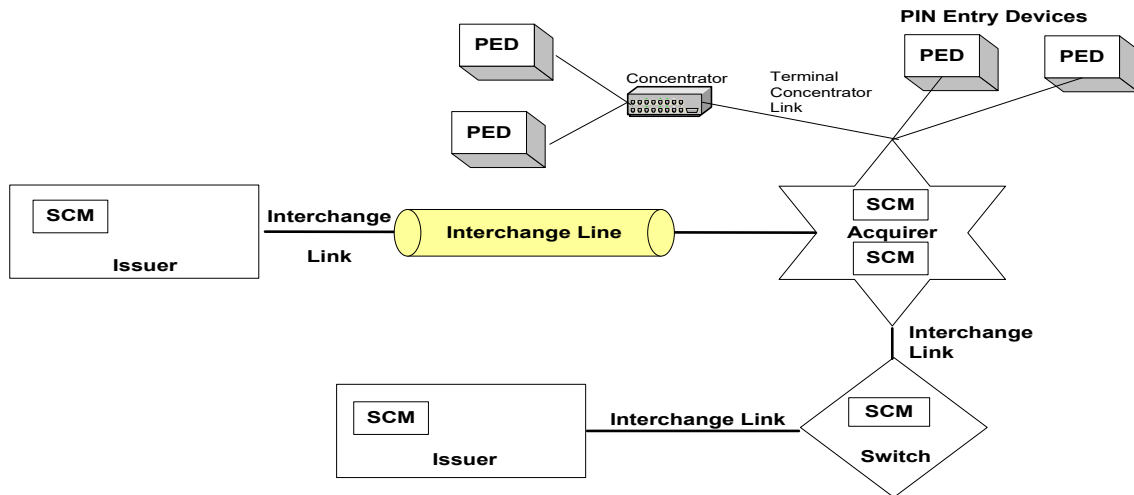 PIN Entry Devices
PED
PED
PED
Concentrator
Terminal
Concentrator
Link
PED
SCM
Issuer
Interchange
Link
Interchange Line
SCM
Acquirer
SCM
Interchange
Link
SCM
Issuer
Interchange Link
SCM
Switch